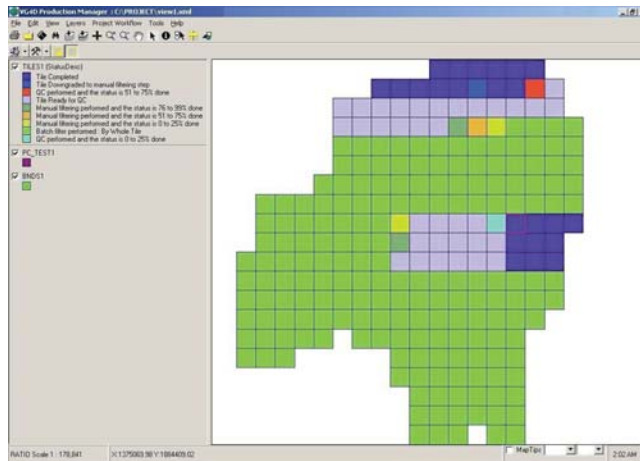 VG4D Production Manager : C:\PROJECT\view1.xml
File Edit View Layers Project Workflow Tools Help
TILES1 (StatusDesc)
Tile Completed
Tile Downgraded to manual filtering step
QC performed and the status is 51 to 75% done
Tile Ready for QC
Manual filtering performed and the status is 76 to 99% done
Manual filtering performed and the status is 51 to 75% done
Manual filtering performed and the status is 0 to 25% done
Batch filter performed : By Whole Tile
QC performed and the status is 0 to 25% done
PC_TEST1
BNDS1
RATIO Scale 1 : 178,841
X:1375083.98 Y:1884409.02
MapTips
2:02 AM